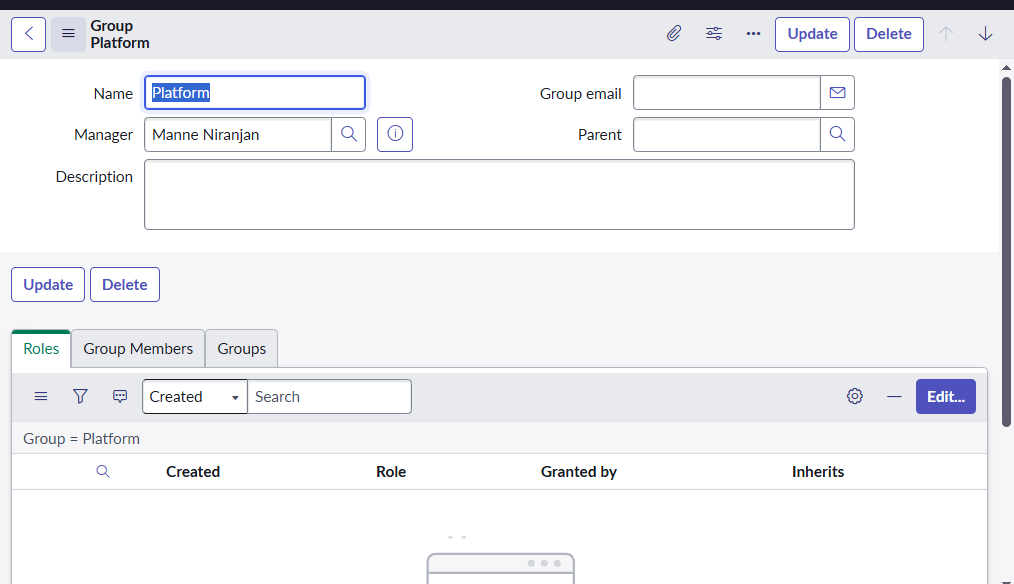 Group
Platform
Update
Delete
Name
Platform
Group email
Manager
Manne Niranjan
Parent
Description
Update
Delete
Roles
Group Members
Groups
Created
Search
Edit...
Group = Platform
Created
Role
Granted by
Inherits